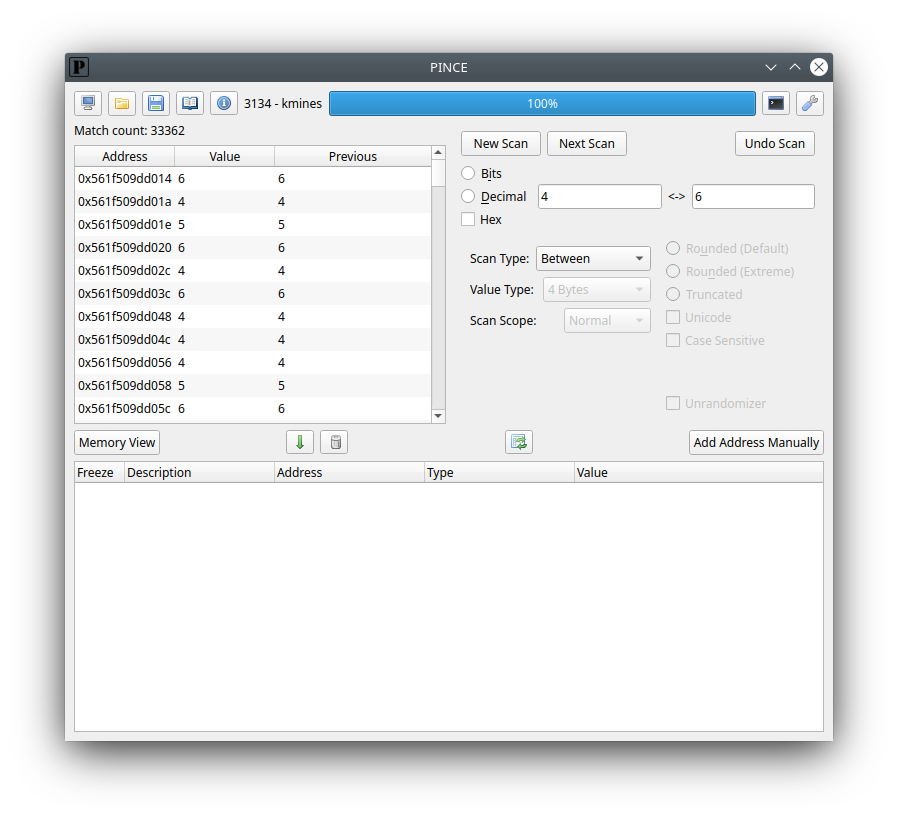 P PINCE
3134 - kmines 100%
Match count: 33362
New Scan Next Scan Undo Scan
Address Value Previous
0x561f509dd014 6 6
0x561f509dd01a 4 4
0x561f509dd01e 5 5
0x561f509dd020 6 6
0x561f509dd02c 4 4
0x561f509dd03c 6 6
0x561f509dd048 4 4
0x561f509dd04c 4 4
0x561f509dd056 4 4
0x561f509dd058 5 5
0x561f509dd05c 6 6
Bits
Decimal 4 <-> 6
Hex
Scan Type: Between
Value Type: 4 Bytes
Scan Scope: Normal
Rounded (Default)
Rounded (Extreme)
Truncated
Unicode
Case Sensitive
Unrandomizer
Memory View Add Address Manually
Freeze Description Address Type Value